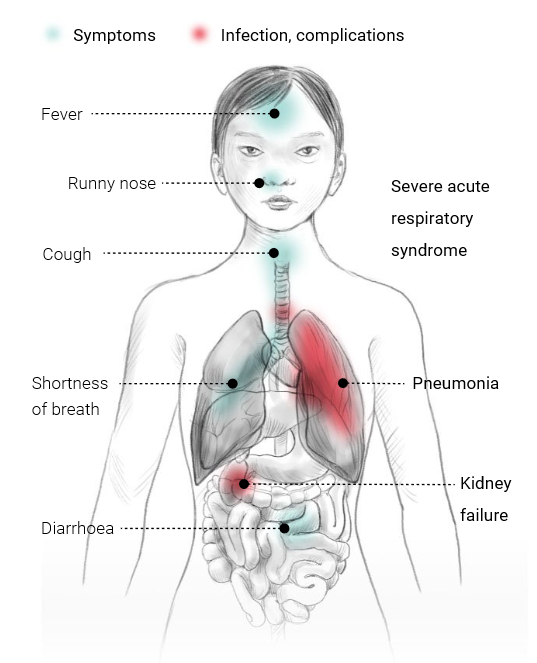 Symptoms
Infection, complications
Fever
Runny nose
Severe acute
respiratory
syndrome
Cough
Shortness
of breath
Pneumonia
Kidney
failure
Diarrhoea